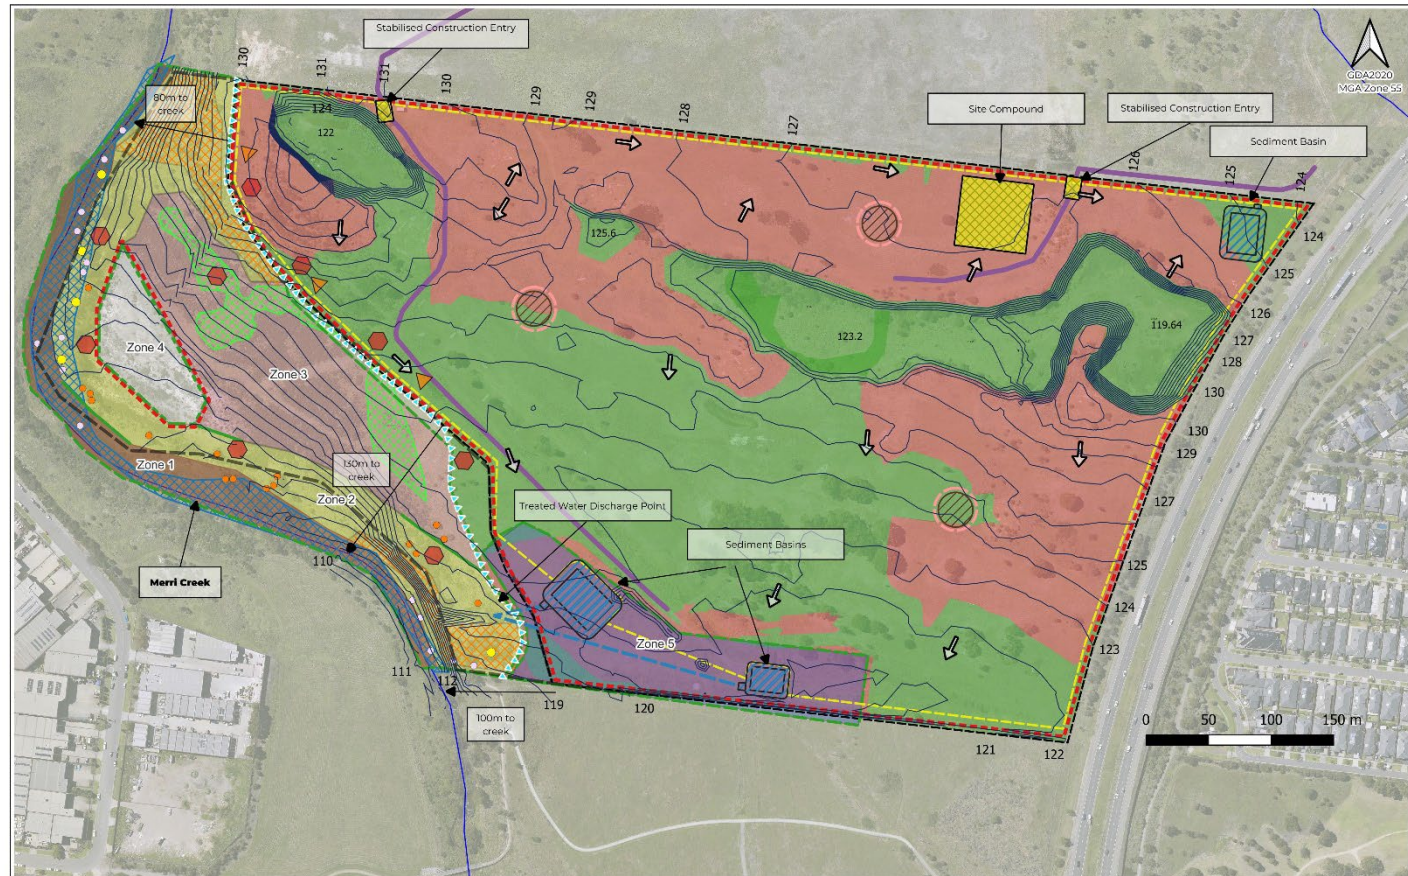 Stabilised Construction Entry
GDA2020
MGA Zone 55
130
131
131
130
129
129
128
127
126
125
124
80m to
creek
124
122
Site Compound
Stabilised Construction Entry
Sediment Basin
125.6
123.2
119.64
124
125
126
127
128
130
130
129
127
125
124
123
Zone 4
Zone 3
Zone 1
Zone 2
130m to
creek
Treated Water Discharge Point
Sediment Basins
110
Merri Creek
Zone 5
111
112
119
120
121
122
100m to
creek
0 50 100 150 m